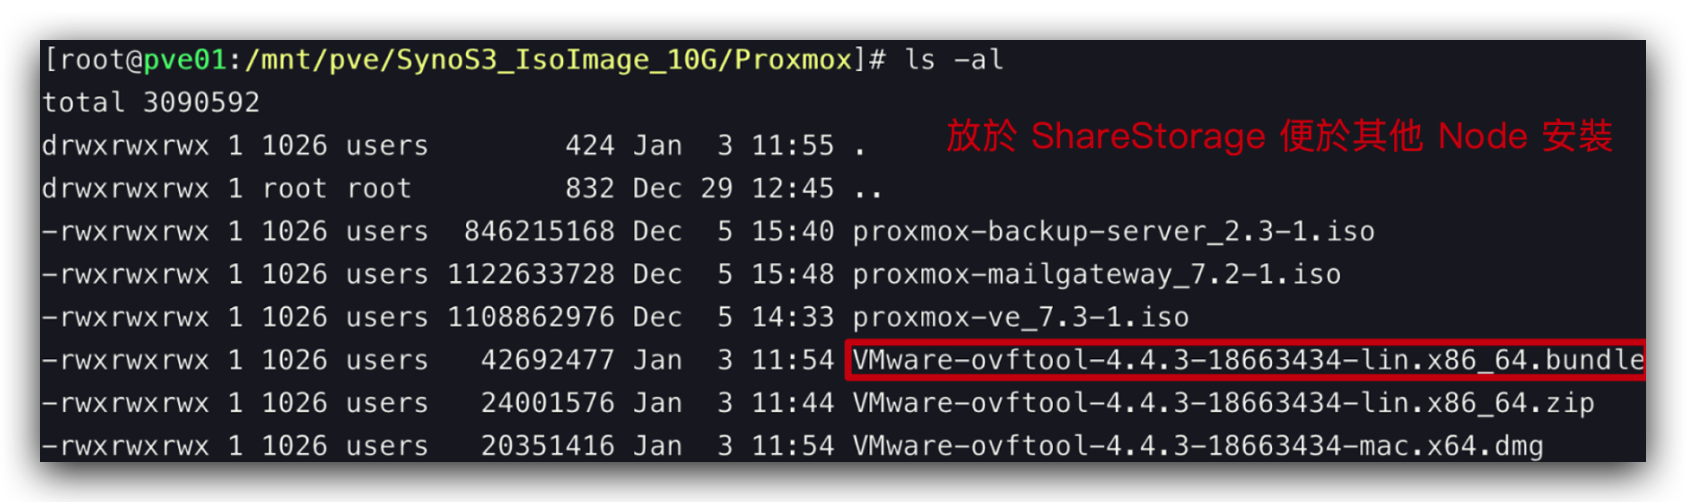 [root@pve01:/mnt/pve/SynoS3_IsoImage_10G/Proxmox]# ls -al
total 3090592
drwxrwxrwx 1 1026 users        424 Jan  3 11:55 .
放於 ShareStorage 便於其他 Node 安裝
drwxrwxrwx 1 root root         832 Dec 29 12:45 ..
-rwxrwxrwx 1 1026 users  846215168 Dec  5 15:40 proxmox-backup-server_2.3-1.iso
-rwxrwxrwx 1 1026 users 1122633728 Dec  5 15:48 proxmox-mailgateway_7.2-1.iso
-rwxrwxrwx 1 1026 users 1108862976 Dec  5 14:33 proxmox-ve_7.3-1.iso
-rwxrwxrwx 1 1026 users   42692477 Jan  3 11:54 VMware-ovftool-4.4.3-18663434-lin.x86_64.bundle
-rwxrwxrwx 1 1026 users   24001576 Jan  3 11:44 VMware-ovftool-4.4.3-18663434-lin.x86_64.zip
-rwxrwxrwx 1 1026 users   20351416 Jan  3 11:54 VMware-ovftool-4.4.3-18663434-mac.x64.dmg